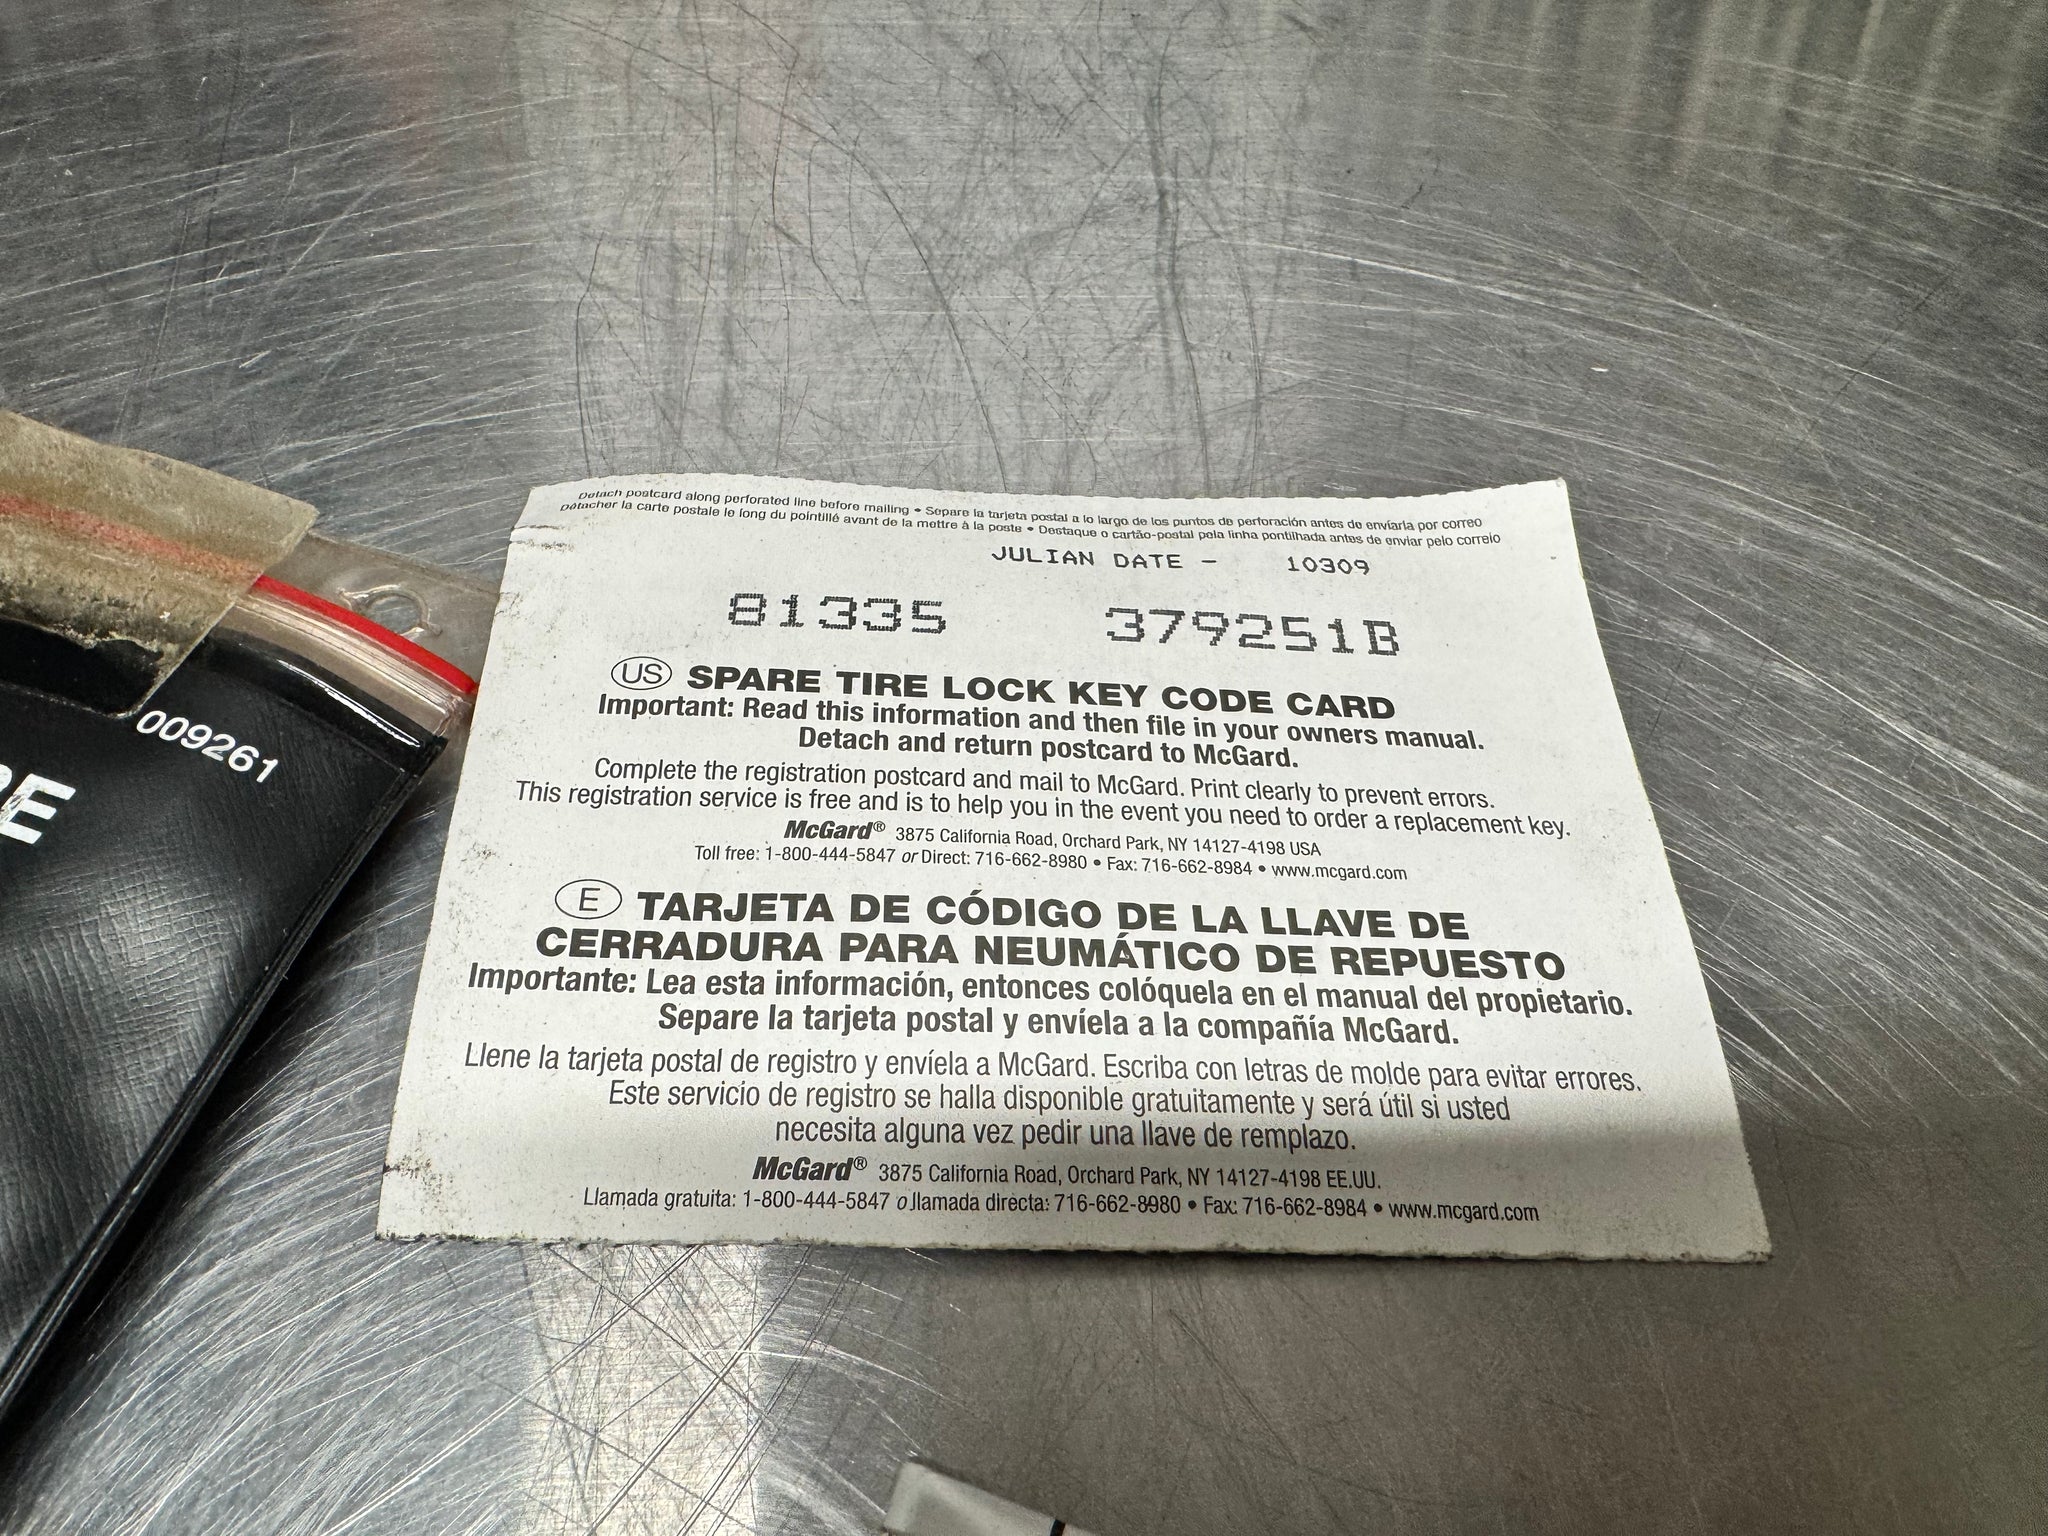 Detach postcard along perforated line before mailing • Separe la tarjeta postal a lo largo de los puntos de perforación antes de envíarla por correo
Détacher la carte postale le long du pointillé avant de la mettre à la poste • Destaque o cartão-postal pela linha pontilhada antes de enviar pelo correio
JULIAN DATE - 10309
81335 379251B
US SPARE TIRE LOCK KEY CODE CARD
Important: Read this information and then file in your owners manual.
Detach and return postcard to McGard.
Complete the registration postcard and mail to McGard. Print clearly to prevent errors.
This registration service is free and is to help you in the event you need to order a replacement key.
McGard® 3875 California Road, Orchard Park, NY 14127-4198 USA
Toll free: 1-800-444-5847 or Direct: 716-662-8980 • Fax: 716-662-8984 • www.mcgard.com
E TARJETA DE CÓDIGO DE LA LLAVE DE
CERRADURA PARA NEUMÁTICO DE REPUESTO
Importante: Lea esta información, entonces colóquela en el manual del propietario.
Separe la tarjeta postal y envíela a la compañía McGard.
Llene la tarjeta postal de registro y envíela a McGard. Escriba con letras de molde para evitar errores.
Este servicio de registro se halla disponible gratuitamente y será útil si usted
necesita alguna vez pedir una llave de remplazo.
McGard® 3875 California Road, Orchard Park, NY 14127-4198 EE.UU.
Llamada gratuita: 1-800-444-5847 o llamada directa: 716-662-8980 • Fax: 716-662-8984 • www.mcgard.com
009261